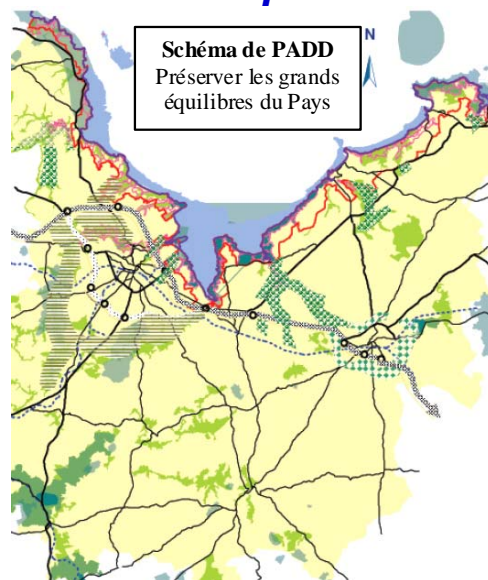 Schéma de PADD
Préserver les grands
équilibres du Pays
N